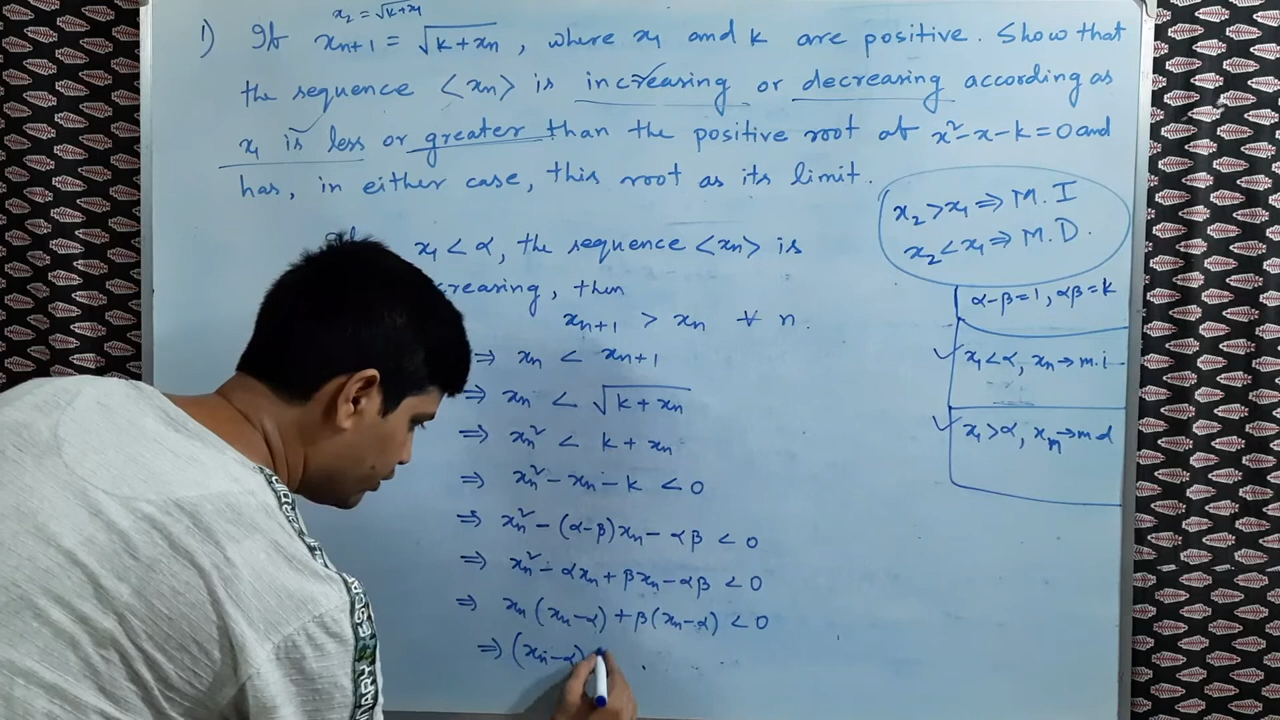 x₂ = √k+x₁
1) If xₙ₊₁ = √k+xₙ, where x₁ and k are positive. Show that
the sequence <xₙ> is increasing or decreasing according as
x₁ is less or greater than the positive root at x²-x-k=0 and
has, in either case, this root as its limit.
x₂>x₁ ⇒ M.I
x₂<x₁ ⇒ M.D.
α-β=1, αβ=k
x₁<α, xₙ→m.i
x₁>α, xₙ→m d
x₁ < α, the sequence <xₙ> is
creasing, then
xₙ₊₁ > xₙ ∀ n.
⇒ xₙ < xₙ₊₁
⇒ xₙ < √k+xₙ
⇒ xₙ² < k + xₙ
⇒ xₙ² - xₙ - k < 0
⇒ xₙ² - (α-β)xₙ - αβ < 0
⇒ xₙ² - αxₙ + βxₙ - αβ < 0
⇒ xₙ(xₙ-α) + β(xₙ-α) < 0
⇒ (xₙ-α)